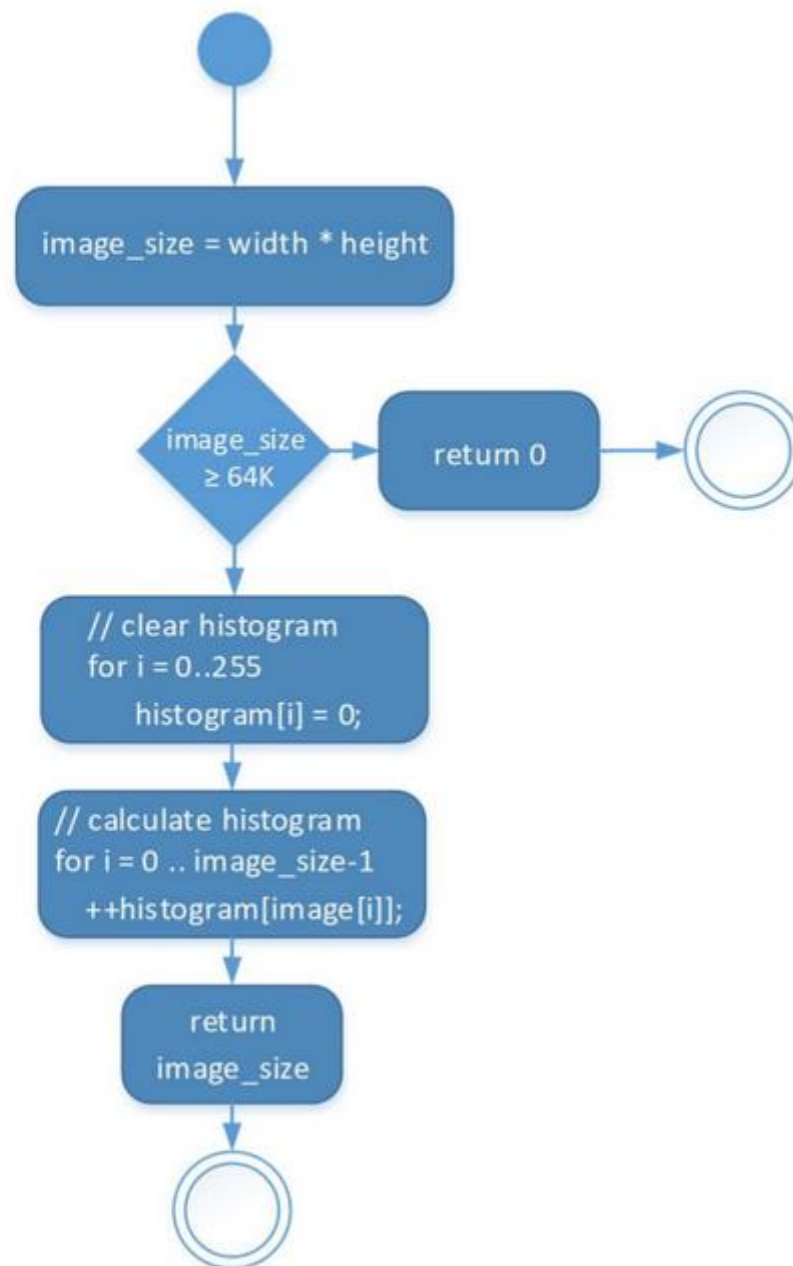 image_size = width * height
image_size
≥ 64K
return 0
// clear histogram
for i = 0..255
histogram[i] = 0;
// calculate histogram
for i = 0 .. image_size-1
++histogram[image[i]];
return
image_size